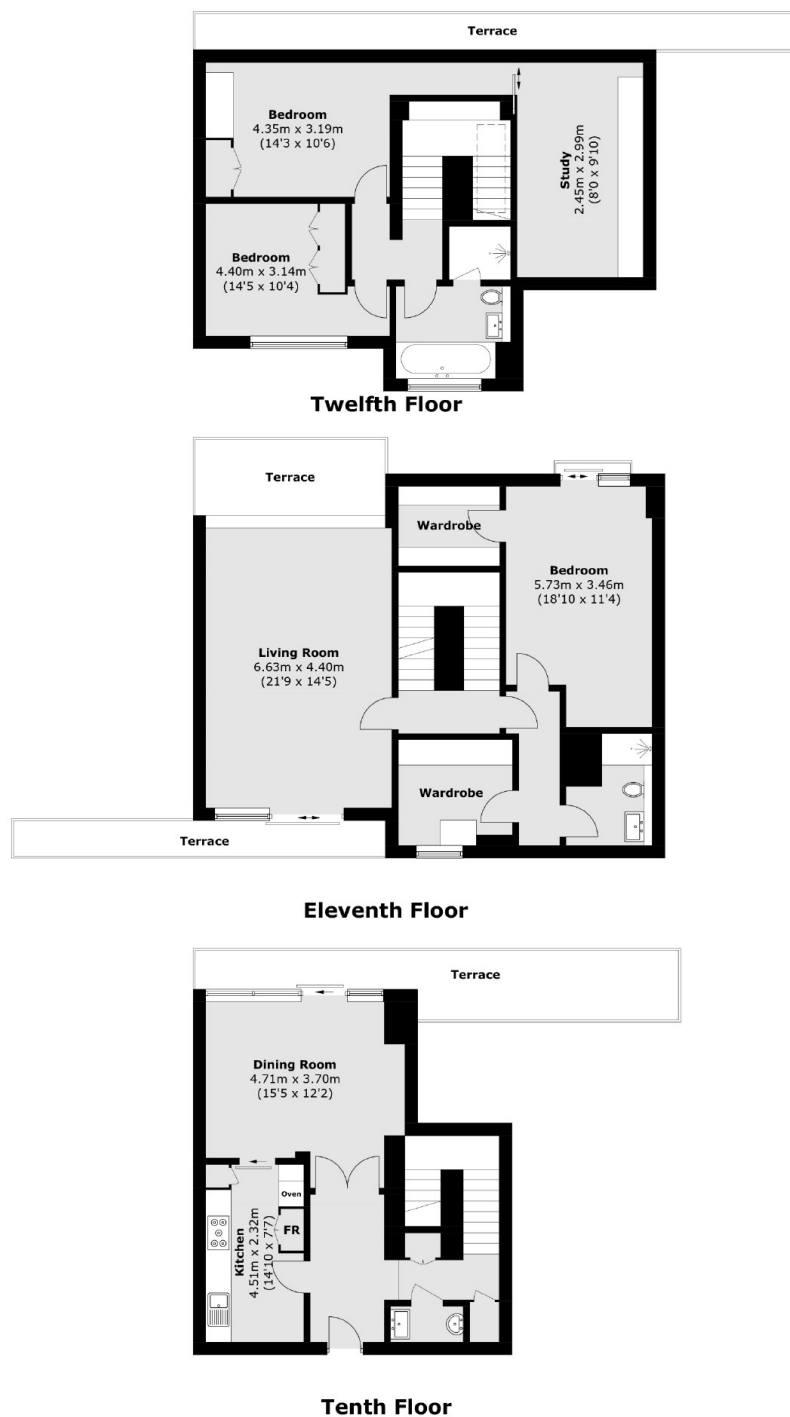 Terrace
Bedroom
4.35m x 3.19m
(14'3 x 10'6)
Study
2.45m x 2.99m
(8'0 x 9'10)
Bedroom
4.40m x 3.14m
(14'5 x 10'4)
Twelfth Floor
Terrace
Wardrobe
Bedroom
5.73m x 3.46m
(18'10 x 11'4)
Living Room
6.63m x 4.40m
(21'9 x 14'5)
Wardrobe
Terrace
Eleventh Floor
Terrace
Dining Room
4.71m x 3.70m
(15'5 x 12'2)
Oven
FR
Kitchen
4.51m x 2.32m
(14'10 x 7'7)
Tenth Floor